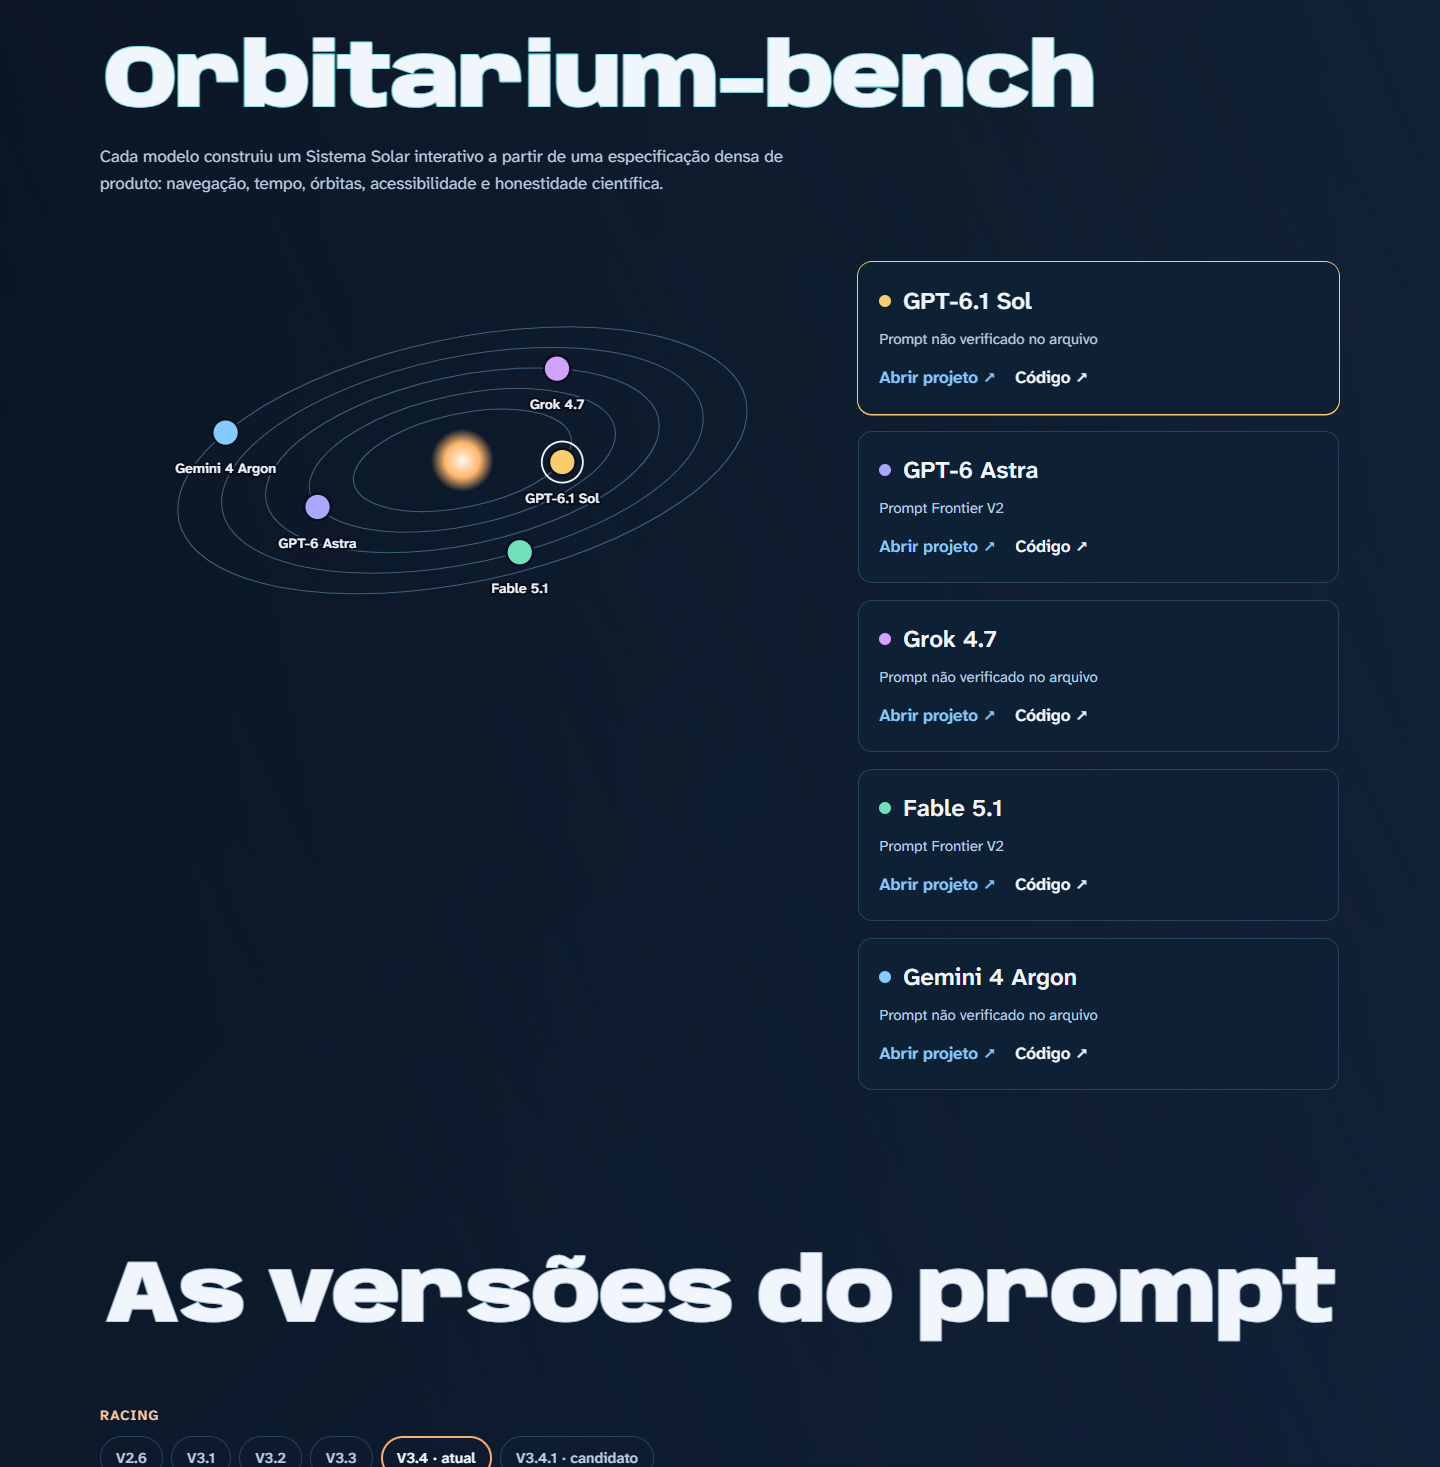 Orbitarium-bench
Cada modelo construiu um Sistema Solar interativo a partir de uma especificação densa de
produto: navegação, tempo, órbitas, acessibilidade e honestidade científica.
Grok 4.7
Gemini 4 Argon
GPT-6.1 Sol
GPT-6 Astra
Fable 5.1
GPT-6.1 Sol
Prompt não verificado no arquivo
Abrir projeto ↗ Código ↗
GPT-6 Astra
Prompt Frontier V2
Abrir projeto ↗ Código ↗
Grok 4.7
Prompt não verificado no arquivo
Abrir projeto ↗ Código ↗
Fable 5.1
Prompt Frontier V2
Abrir projeto ↗ Código ↗
Gemini 4 Argon
Prompt não verificado no arquivo
Abrir projeto ↗ Código ↗
As versões do prompt
RACING
V2.6 V3.1 V3.2 V3.3 V3.4 · atual V3.4.1 · candidato